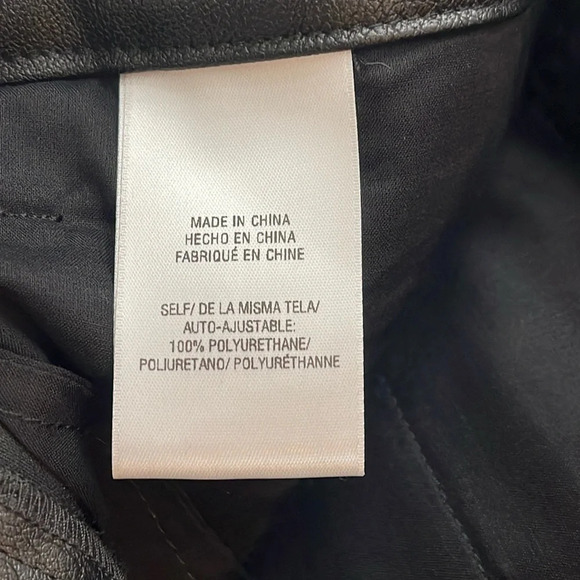 MADE IN CHINA
HECHO EN CHINA
FABRIQUÉ EN CHINE
SELF/ DE LA MISMA TELA/
AUTO-AJUSTABLE:
100% POLYURETHANE/
POLIURETANO/ POLYURÉTHANNE